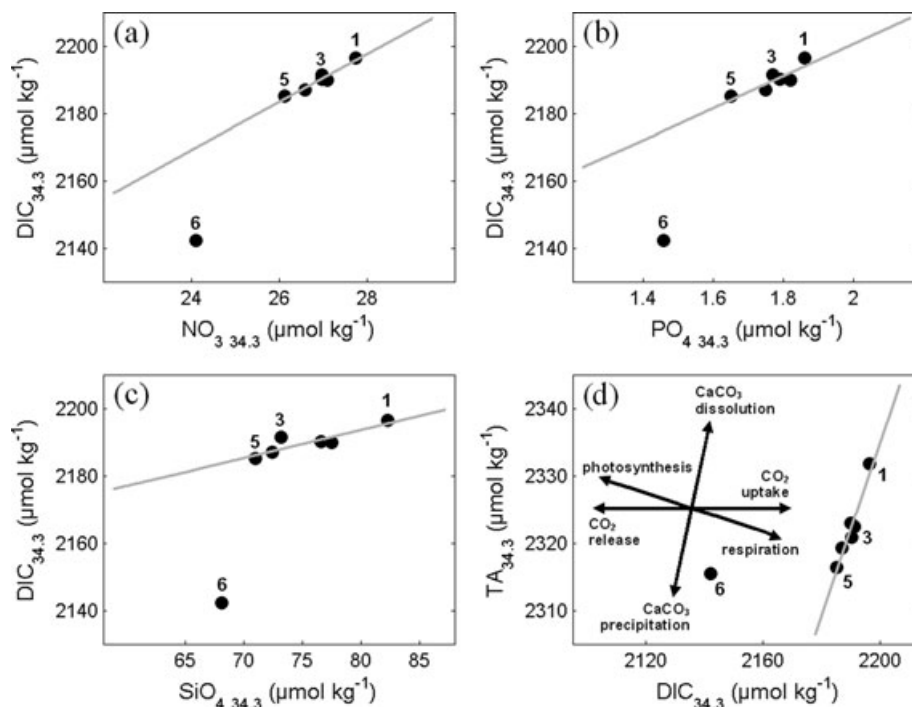 (a)
1
3
5
6
2200
2180
2160
2140
DIC34.3 (µmol kg-1)
24 26 28
NO3 34.3 (µmol kg-1)
(b)
1
3
5
6
2200
2180
2160
2140
DIC34.3 (µmol kg-1)
1.4 1.6 1.8 2
PO4 34.3 (µmol kg-1)
(c)
1
3
5
6
2200
2180
2160
2140
DIC34.3 (µmol kg-1)
65 70 75 80 85
SiO4 34.3 (µmol kg-1)
(d)
CaCO3
dissolution
photosynthesis
CO2
uptake
CO2
release
respiration
CaCO3
precipitation
1
3
5
6
2340
2330
2320
2310
TA34.3 (µmol kg-1)
2120 2160 2200
DIC34.3 (µmol kg-1)